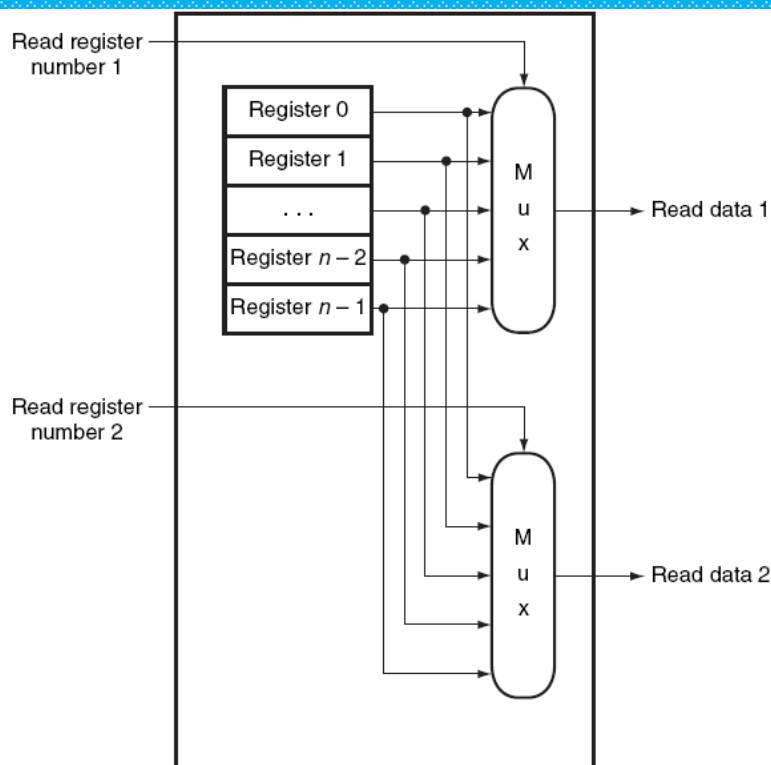 Read register
number 1
Register 0
Register 1
. . .
Register n – 2
Register n – 1
M
u
x
Read data 1
Read register
number 2
M
u
x
Read data 2